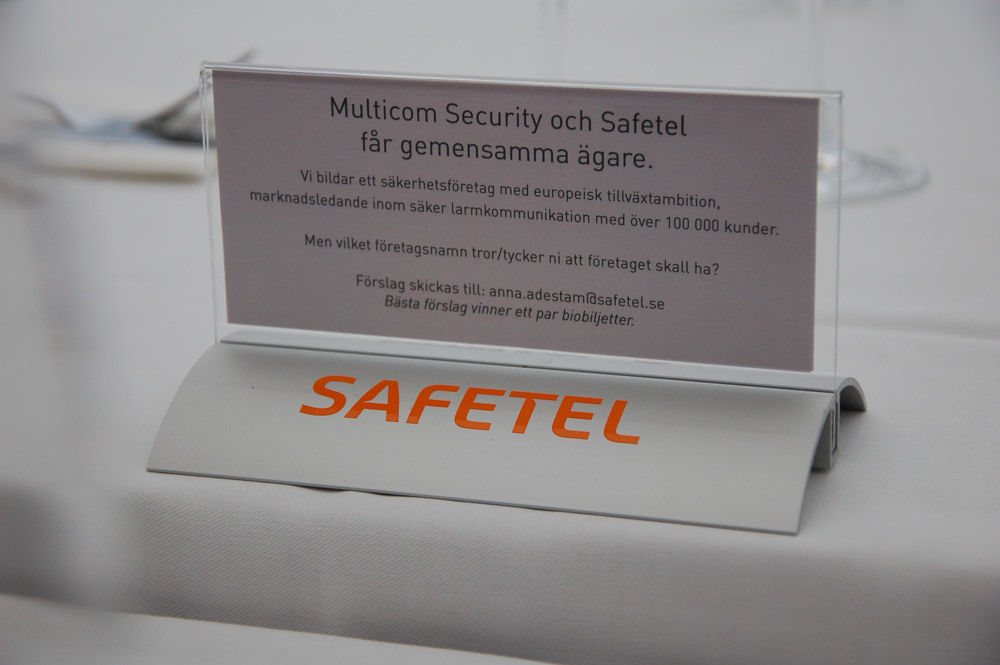 Multicom Security och Safetel
får gemensamma ägare.
Vi bildar ett säkerhetsföretag med europeisk tillväxtambition,
marknadsledande inom säker larmkommunikation med över 100 000 kunder.
Men vilket företagsnamn tror/tycker ni att företaget skall ha?
Förslag skickas till: anna.adestam@safetel.se
Bästa förslag vinner ett par biobiljetter.
SAFETEL